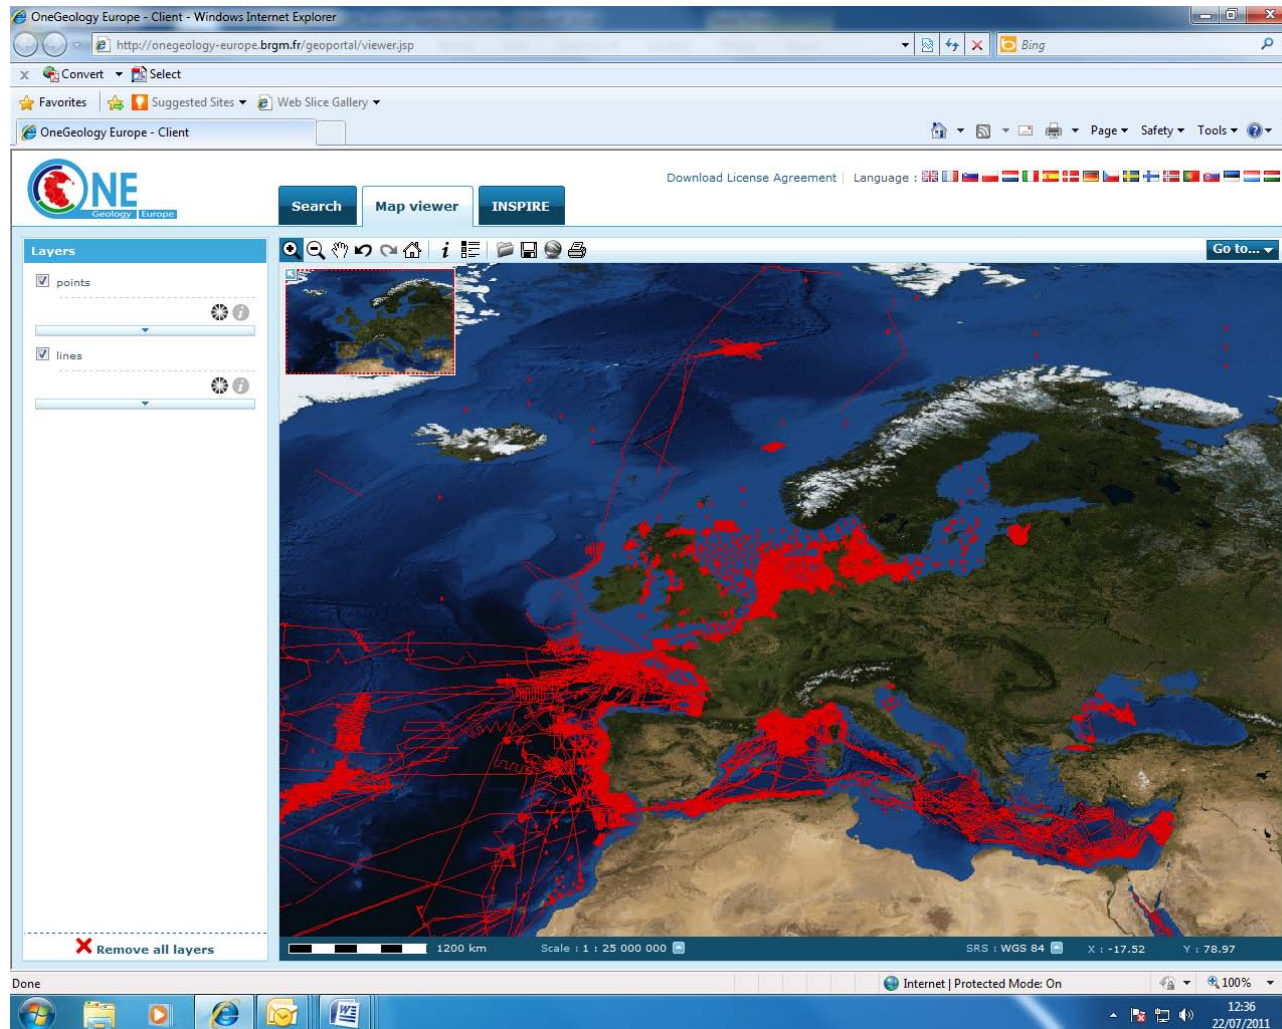 OneGeology Europe - Client - Windows Internet Explorer
http://onegeology-europe.brgm.fr/geoportal/viewer.jsp
Bing
x Convert Select
Favorites Suggested Sites Web Slice Gallery
OneGeology Europe - Client
Page Safety Tools
ONE
Geology Europe
Download License Agreement | Language :
Search Map viewer INSPIRE
Layers
Go to...
points
lines
Remove all layers
1200 km Scale : 1 : 25 000 000 SRS : WGS 84 X : -17.52 Y : 78.97
Done
Internet | Protected Mode: On
100%
12:36
22/07/2011